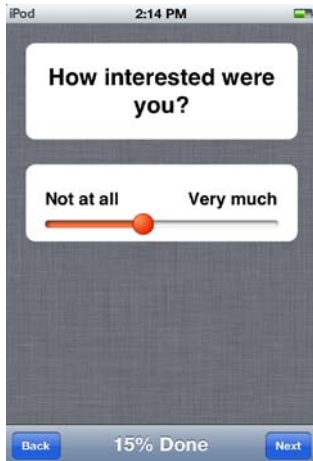 iPod 2:14 PM
How interested were
you?
Not at all Very much
Back 15% Done Next